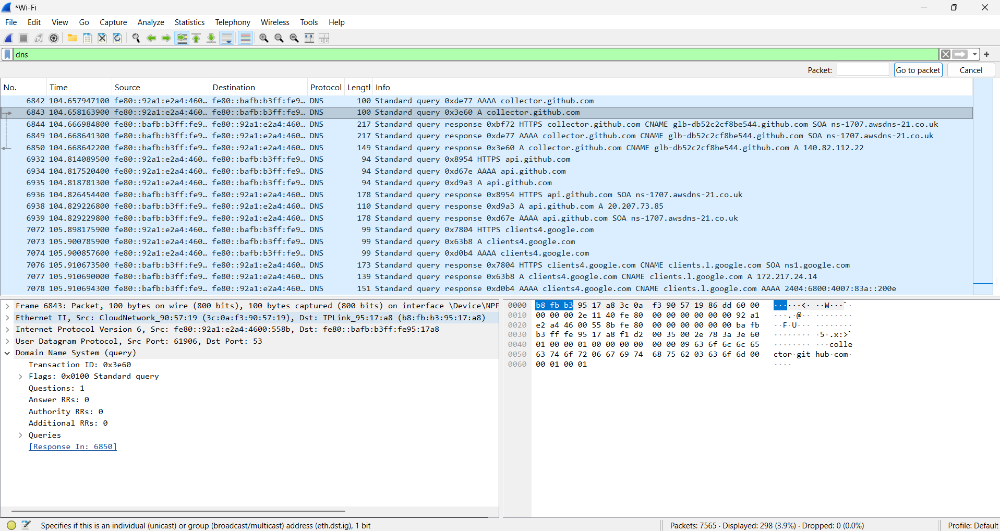 *Wi-Fi
File Edit View Go Capture Analyze Statistics Telephony Wireless Tools Help
dns
Packet: Go to packet Cancel
No. Time Source Destination Protocol Length Info
6842 104.657947100 fe80::92a1:e2a4:460… fe80::bafb:b3ff:fe9… DNS 100 Standard query 0xde77 AAAA collector.github.com
6843 104.658163900 fe80::92a1:e2a4:460… fe80::bafb:b3ff:fe9… DNS 100 Standard query 0x3e60 A collector.github.com
6844 104.666984800 fe80::bafb:b3ff:fe9… fe80::92a1:e2a4:460… DNS 217 Standard query response 0xbf72 HTTPS collector.github.com CNAME glb-db52c2cf8be544.github.com SOA ns-1707.awsdns-21.co.uk
6849 104.668641300 fe80::bafb:b3ff:fe9… fe80::92a1:e2a4:460… DNS 217 Standard query response 0xde77 AAAA collector.github.com CNAME glb-db52c2cf8be544.github.com SOA ns-1707.awsdns-21.co.uk
6850 104.668642200 fe80::bafb:b3ff:fe9… fe80::92a1:e2a4:460… DNS 149 Standard query response 0x3e60 A collector.github.com CNAME glb-db52c2cf8be544.github.com A 140.82.112.22
6932 104.814089500 fe80::92a1:e2a4:460… fe80::bafb:b3ff:fe9… DNS 94 Standard query 0x8954 HTTPS api.github.com
6934 104.817520400 fe80::92a1:e2a4:460… fe80::bafb:b3ff:fe9… DNS 94 Standard query 0xd67e AAAA api.github.com
6935 104.818781300 fe80::92a1:e2a4:460… fe80::bafb:b3ff:fe9… DNS 94 Standard query 0xd9a3 A api.github.com
6936 104.826454400 fe80::bafb:b3ff:fe9… fe80::92a1:e2a4:460… DNS 178 Standard query response 0x8954 HTTPS api.github.com SOA ns-1707.awsdns-21.co.uk
6938 104.829226800 fe80::bafb:b3ff:fe9… fe80::92a1:e2a4:460… DNS 110 Standard query response 0xd9a3 A api.github.com A 20.207.73.85
6939 104.829229800 fe80::bafb:b3ff:fe9… fe80::92a1:e2a4:460… DNS 178 Standard query response 0xd67e AAAA api.github.com SOA ns-1707.awsdns-21.co.uk
7072 105.898175900 fe80::92a1:e2a4:460… fe80::bafb:b3ff:fe9… DNS 99 Standard query 0x7804 HTTPS clients4.google.com
7073 105.900785900 fe80::92a1:e2a4:460… fe80::bafb:b3ff:fe9… DNS 99 Standard query 0x63b8 A clients4.google.com
7074 105.900857600 fe80::92a1:e2a4:460… fe80::bafb:b3ff:fe9… DNS 99 Standard query 0xd0b4 AAAA clients4.google.com
7076 105.910673500 fe80::bafb:b3ff:fe9… fe80::92a1:e2a4:460… DNS 173 Standard query response 0x7804 HTTPS clients4.google.com CNAME clients.l.google.com SOA ns1.google.com
7077 105.910690000 fe80::bafb:b3ff:fe9… fe80::92a1:e2a4:460… DNS 139 Standard query response 0x63b8 A clients4.google.com CNAME clients.l.google.com A 172.217.24.14
7078 105.910694300 fe80::bafb:b3ff:fe9… fe80::92a1:e2a4:460… DNS 151 Standard query response 0xd0b4 AAAA clients4.google.com CNAME clients.l.google.com AAAA 2404:6800:4007:83a::200e
Frame 6843: Packet, 100 bytes on wire (800 bits), 100 bytes captured (800 bits) on interface \Device\NPF
Ethernet II, Src: CloudNetwork_90:57:19 (3c:0a:f3:90:57:19), Dst: TPLink_95:17:a8 (b8:fb:b3:95:17:a8)
Internet Protocol Version 6, Src: fe80::92a1:e2a4:4600:558b, Dst: fe80::bafb:b3ff:fe95:17a8
User Datagram Protocol, Src Port: 61906, Dst Port: 53
Domain Name System (query)
Transaction ID: 0x3e60
Flags: 0x0100 Standard query
Questions: 1
Answer RRs: 0
Authority RRs: 0
Additional RRs: 0
Queries
[Response In: 6850]
0000 b8 fb b3 95 17 a8 3c 0a f3 90 57 19 86 dd 60 00 ······<· ··W···`·
0010 00 00 00 2e 11 40 fe 80 00 00 00 00 00 00 92 a1 ···.·@·· ········
0020 e2 a4 46 00 55 8b fe 80 00 00 00 00 00 00 ba fb ··F·U··· ········
0030 b3 ff fe 95 17 a8 f1 d2 00 35 00 2e 78 3a 3e 60 ········ ·5·.x:>`
0040 01 00 00 01 00 00 00 00 00 00 09 63 6f 6c 6c 65 ········ ···colle
0050 63 74 6f 72 06 67 69 74 68 75 62 03 63 6f 6d 00 ctor·git hub·com·
0060 00 01 00 01 ····
Specifies if this is an individual (unicast) or group (broadcast/multicast) address (eth.dst.ig), 1 bit
Packets: 7565 · Displayed: 298 (3.9%) · Dropped: 0 (0.0%)
Profile: Default